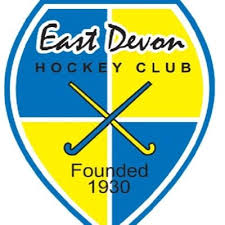 East Devon
HOCKEY CLUB
Founded
1930